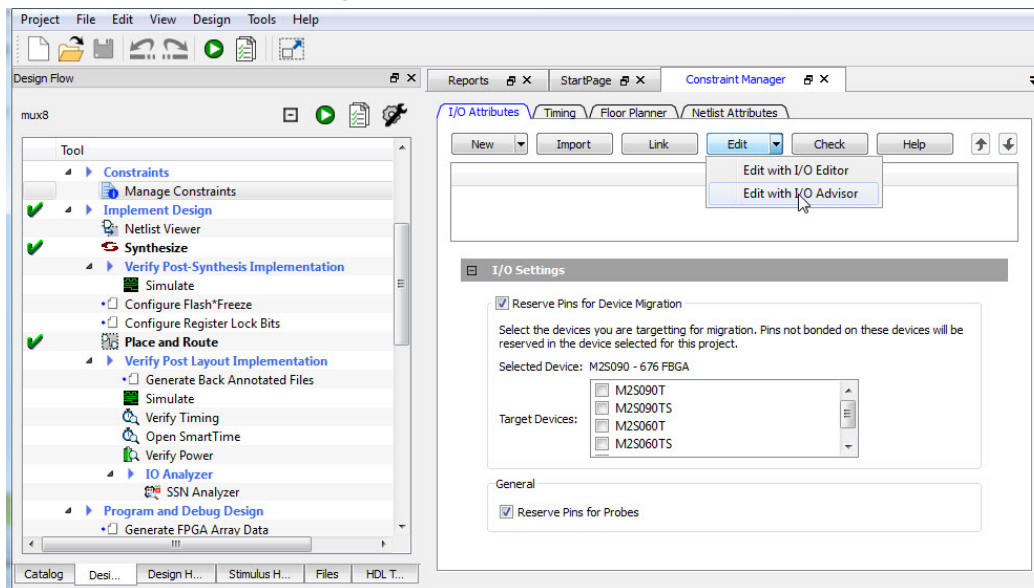 Project File Edit View Design Tools Help
Design Flow
Reports StartPage Constraint Manager
mux8
I/O Attributes Timing Floor Planner Netlist Attributes
Tool
New Import Link Edit Check Help
Edit with I/O Editor
Edit with I/O Advisor
Constraints
Manage Constraints
Implement Design
Netlist Viewer
Synthesize
Verify Post-Synthesis Implementation
Simulate
Configure Flash*Freeze
Configure Register Lock Bits
Place and Route
Verify Post Layout Implementation
Generate Back Annotated Files
Simulate
Verify Timing
Open SmartTime
Verify Power
IO Analyzer
SSN Analyzer
Program and Debug Design
Generate FPGA Array Data
I/O Settings
Reserve Pins for Device Migration
Select the devices you are targetting for migration. Pins not bonded on these devices will be
reserved in the device selected for this project.
Selected Device: M2S090 - 676 FBGA
Target Devices:
M2S090T
M2S090TS
M2S060T
M2S060TS
General
Reserve Pins for Probes
Catalog Desi... Design H... Stimulus H... Files HDL T...